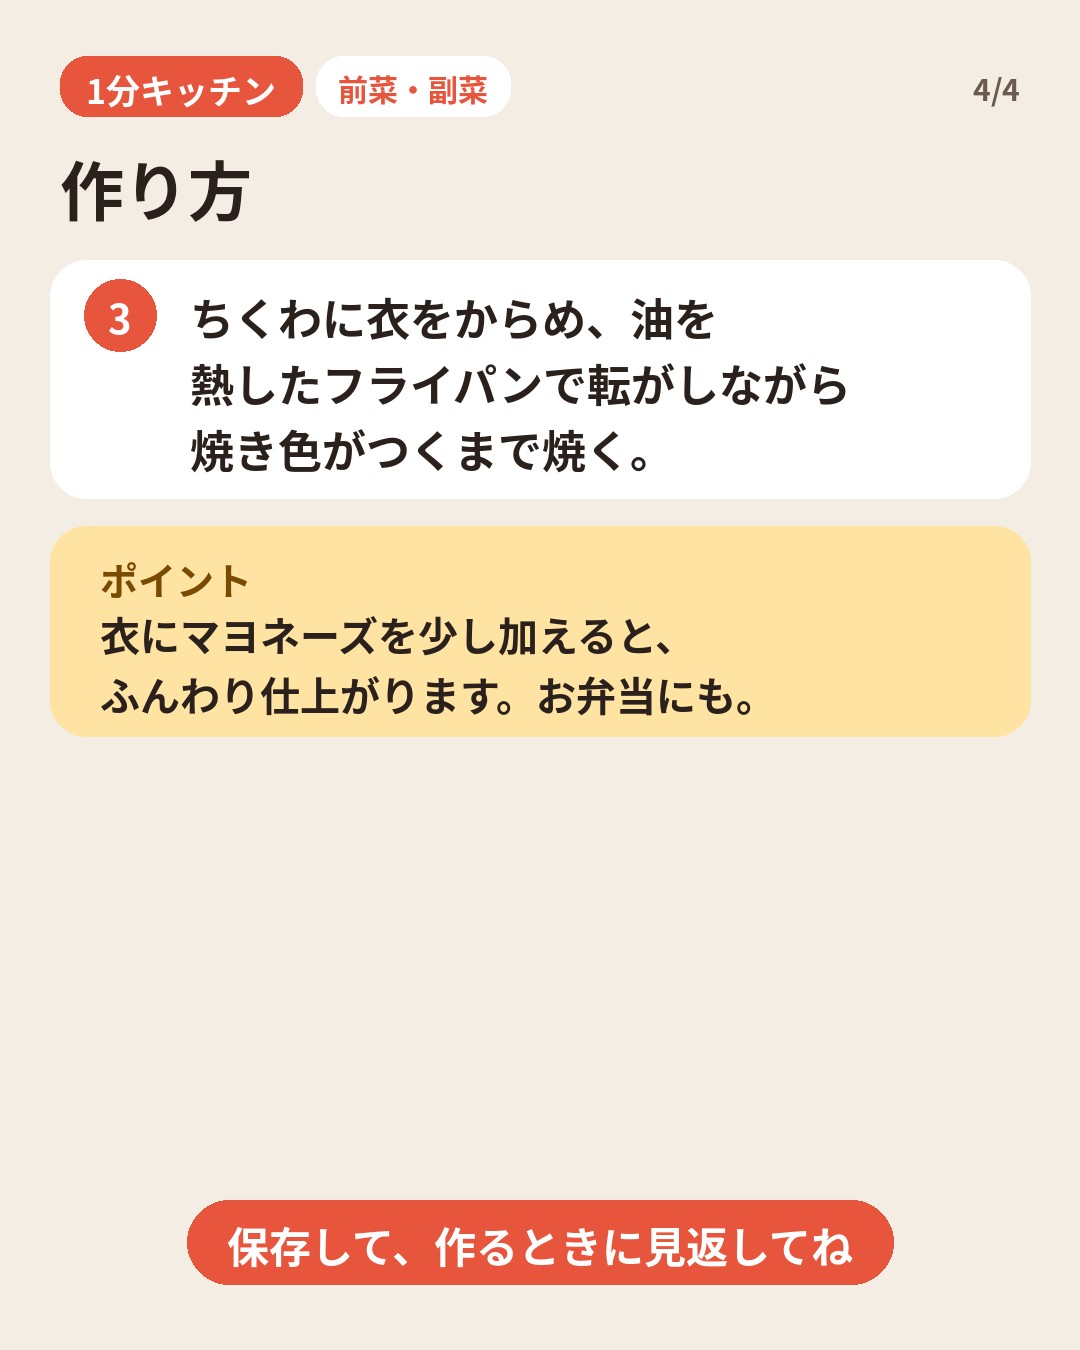 1分キッチン 前菜・副菜 4/4
作り方
3 ちくわに衣をからめ、油を
熱したフライパンで転がしながら
焼き色がつくまで焼く。
ポイント
衣にマヨネーズを少し加えると、
ふんわり仕上がります。お弁当にも。
保存して、作るときに見返してね